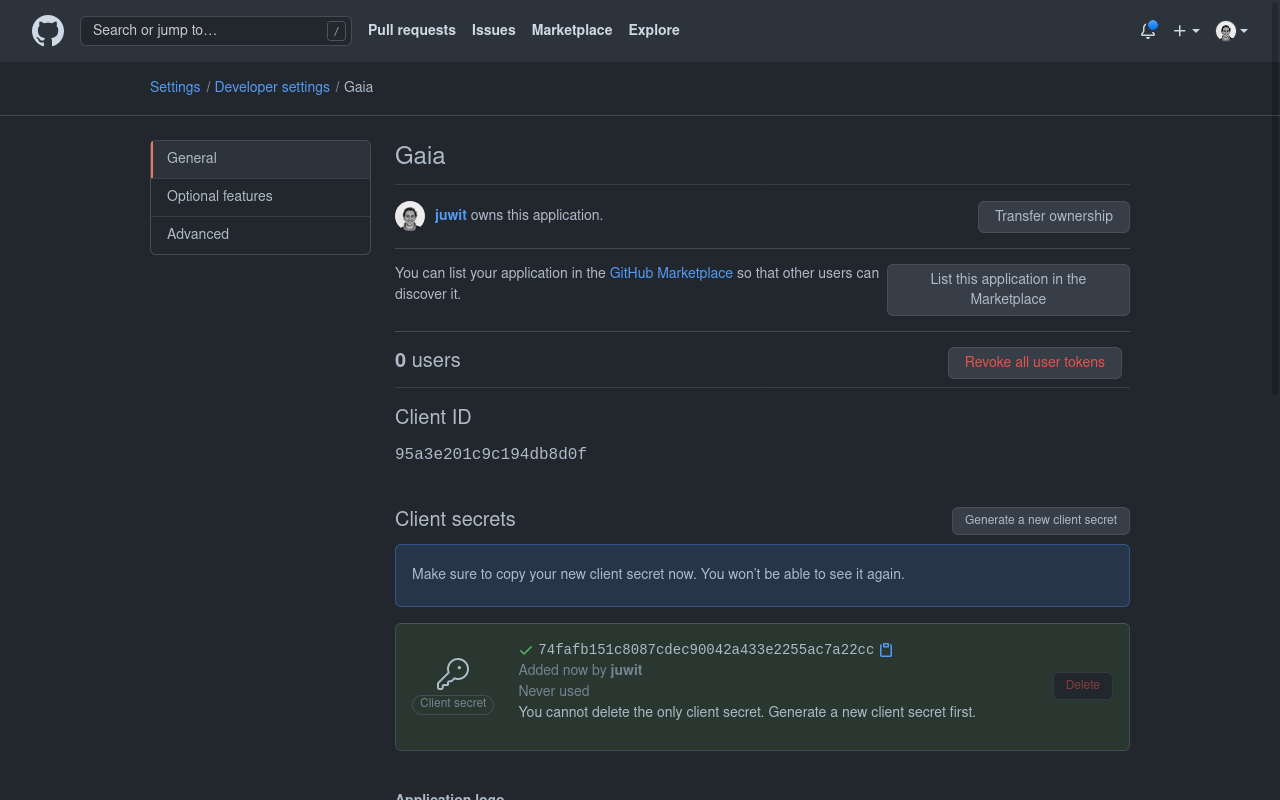 Search or jump to… /
Pull requests Issues Marketplace Explore
Settings / Developer settings / Gaia
General
Optional features
Advanced
Gaia
juwit owns this application.
Transfer ownership
You can list your application in the GitHub Marketplace so that other users can
discover it.
List this application in the
Marketplace
0 users
Revoke all user tokens
Client ID
95a3e201c9c194db8d0f
Client secrets
Generate a new client secret
Make sure to copy your new client secret now. You won't be able to see it again.
Client secret
74fafb151c8087cdec90042a433e2255ac7a22cc
Added now by juwit
Never used
You cannot delete the only client secret. Generate a new client secret first.
Delete
Application logo